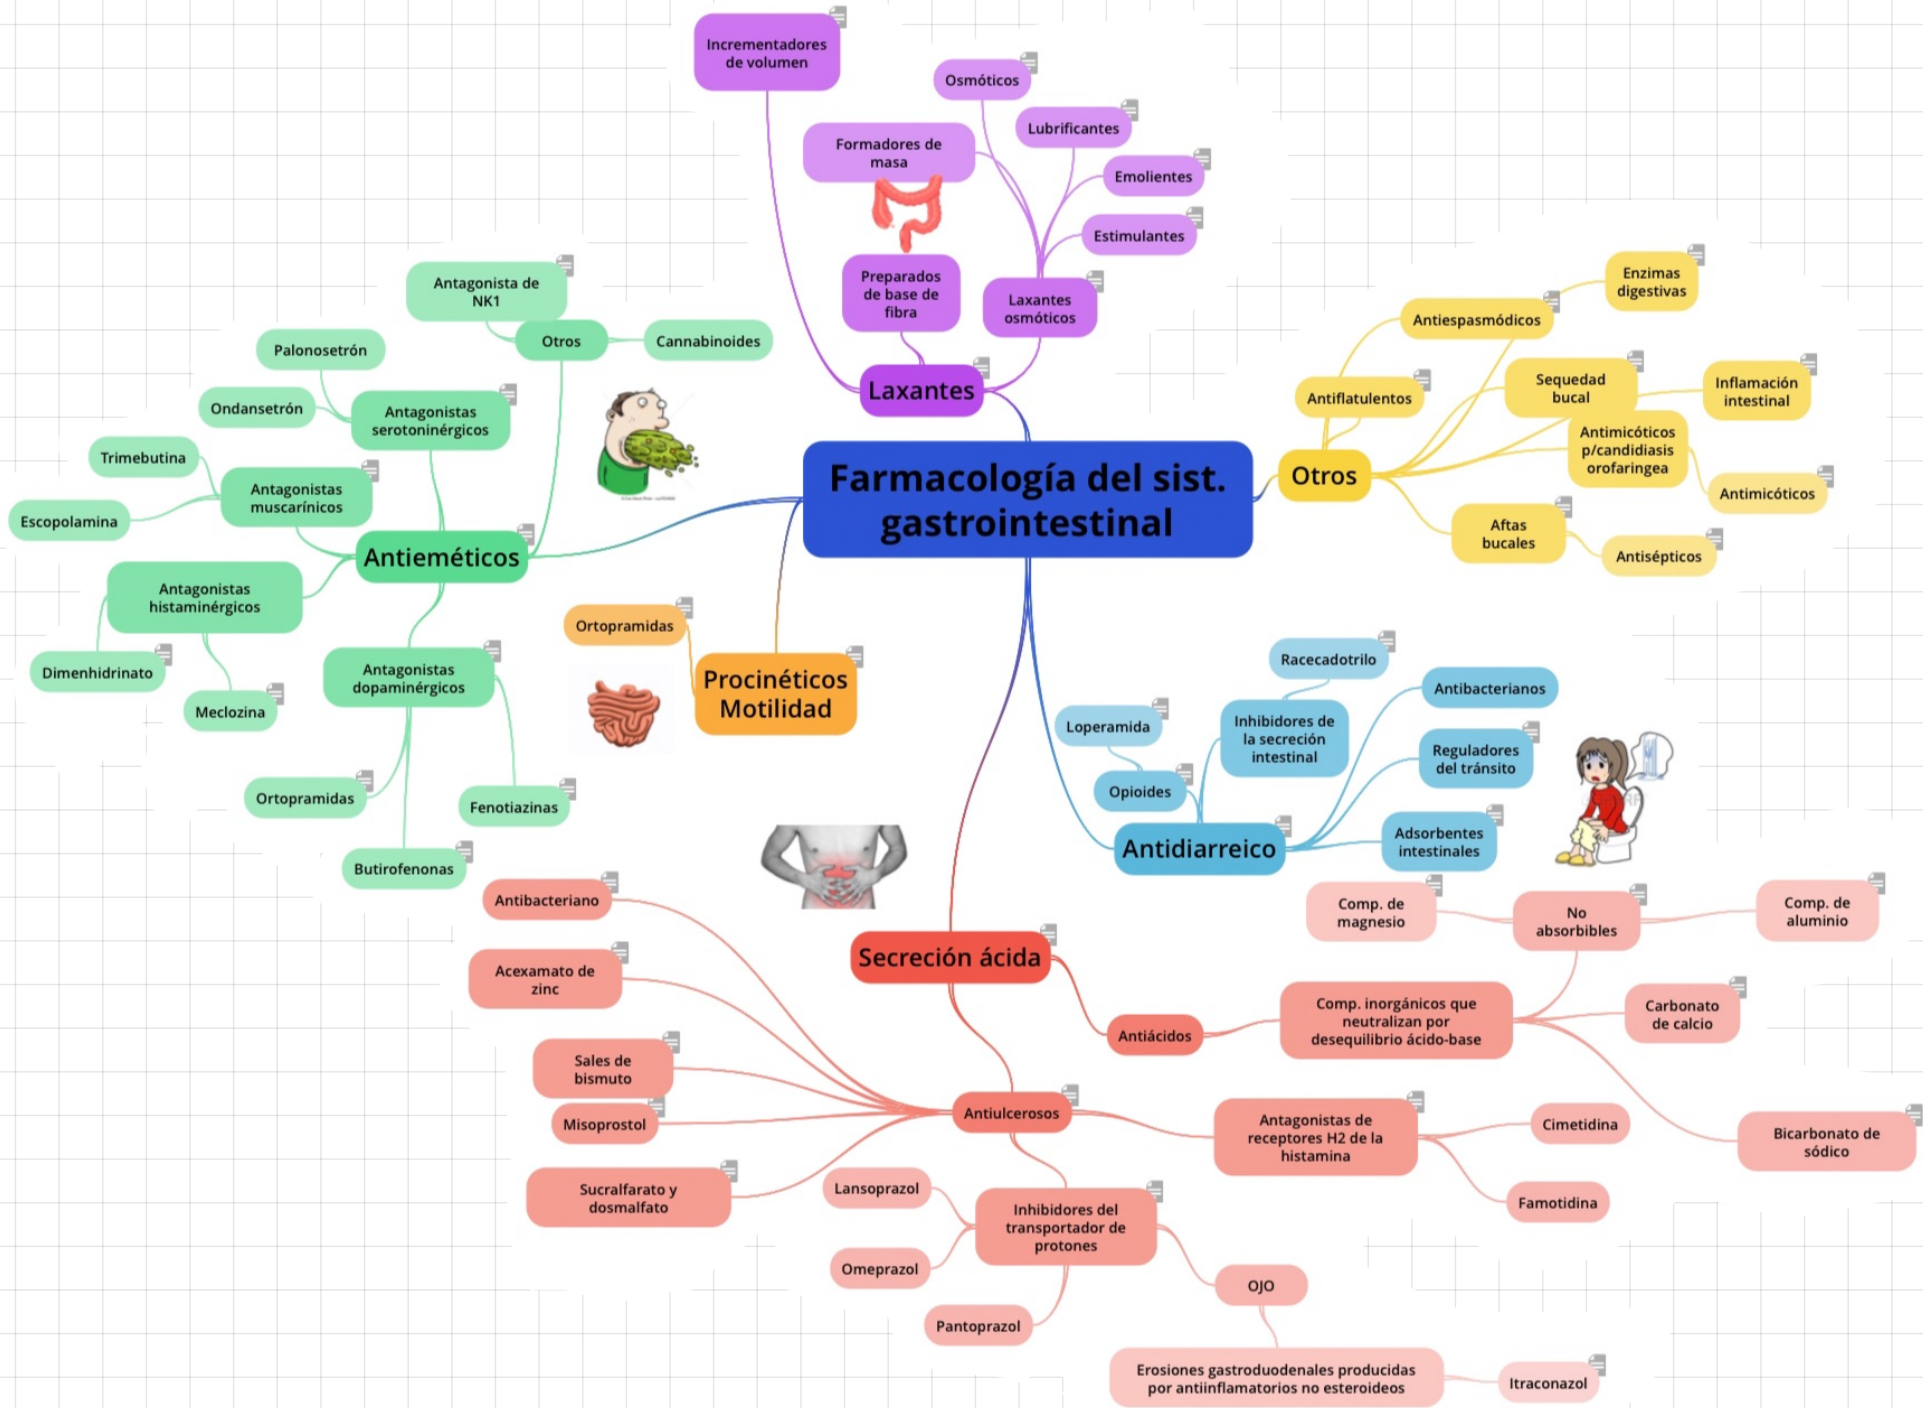 Farmacología del sist.
gastrointestinal
Laxantes
Incrementadores
de volumen
Preparados
de base de
fibra
Laxantes
osmóticos
Formadores de
masa
Osmóticos
Lubrificantes
Emolientes
Estimulantes
Otros
Antiflatulentos
Antiespasmódicos
Enzimas
digestivas
Sequedad
bucal
Inflamación
intestinal
Antimicóticos
p/candidiasis
orofaringea
Antimicóticos
Aftas
bucales
Antisépticos
Antieméticos
Otros
Antagonista de
NK1
Cannabinoides
Antagonistas
serotoninérgicos
Palonosetrón
Ondansetrón
Antagonistas
muscarínicos
Trimebutina
Escopolamina
Antagonistas
histaminérgicos
Dimenhidrinato
Meclozina
Antagonistas
dopaminérgicos
Ortopramidas
Butirofenonas
Fenotiazinas
Procinéticos
Motilidad
Ortopramidas
Antidiarreico
Opioides
Loperamida
Inhibidores de
la secreción
intestinal
Racecadotrilo
Antibacterianos
Reguladores
del tránsito
Adsorbentes
intestinales
Secreción ácida
Antiácidos
Comp. inorgánicos que
neutralizan por
desequilibrio ácido-base
No
absorbibles
Comp. de
magnesio
Comp. de
aluminio
Carbonato
de calcio
Bicarbonato de
sódico
Antiulcerosos
Antibacteriano
Acexamato de
zinc
Sales de
bismuto
Misoprostol
Sucralfarato y
dosmalfato
Antagonistas de
receptores H2 de la
histamina
Cimetidina
Famotidina
Inhibidores del
transportador de
protones
Lansoprazol
Omeprazol
Pantoprazol
OJO
Erosiones gastroduodenales producidas
por antiinflamatorios no esteroideos
Itraconazol